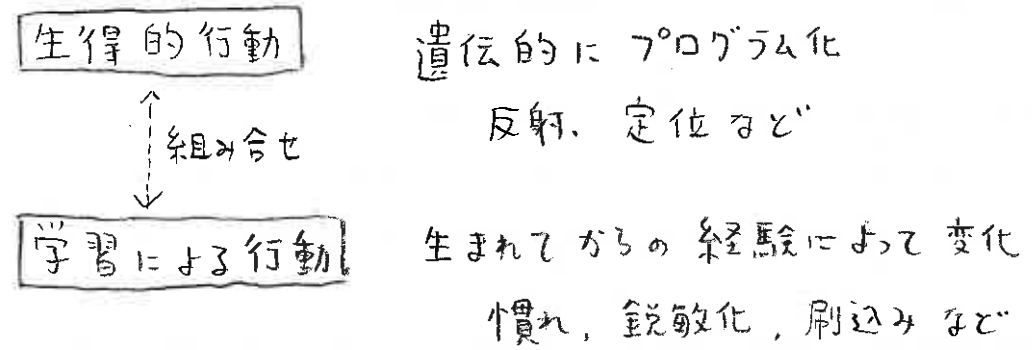 生得的行動 遺伝的にプログラム化
反射、定位など
組み合せ
学習による行動 生まれてからの経験によって変化
慣れ, 鋭敏化, 刷込みなど